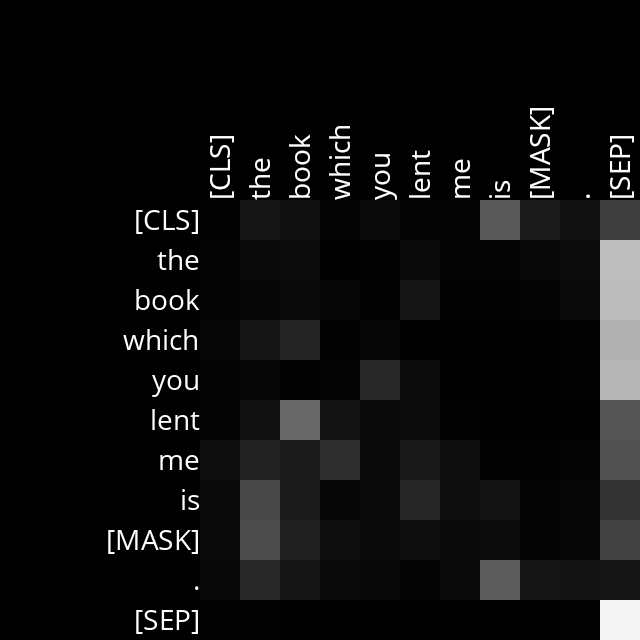 [CLS] the book which you lent me is [MASK] . [SEP]
[CLS]
the
book
which
you
lent
me
is
[MASK]
.
[SEP]